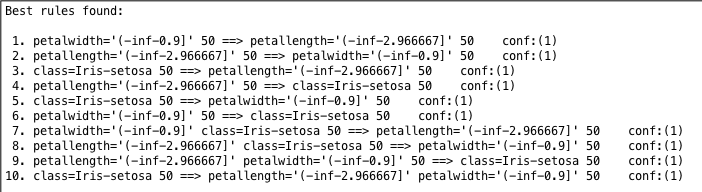 Best rules found:
1. petalwidth='(-inf-0.9]' 50 ==> petallength='(-inf-2.966667]' 50    conf:(1)
2. petallength='(-inf-2.966667]' 50 ==> petalwidth='(-inf-0.9]' 50    conf:(1)
3. class=Iris-setosa 50 ==> petallength='(-inf-2.966667]' 50    conf:(1)
4. petallength='(-inf-2.966667]' 50 ==> class=Iris-setosa 50    conf:(1)
5. class=Iris-setosa 50 ==> petalwidth='(-inf-0.9]' 50    conf:(1)
6. petalwidth='(-inf-0.9]' 50 ==> class=Iris-setosa 50    conf:(1)
7. petalwidth='(-inf-0.9]' class=Iris-setosa 50 ==> petallength='(-inf-2.966667]' 50    conf:(1)
8. petallength='(-inf-2.966667]' class=Iris-setosa 50 ==> petalwidth='(-inf-0.9]' 50    conf:(1)
9. petallength='(-inf-2.966667]' petalwidth='(-inf-0.9]' 50 ==> class=Iris-setosa 50    conf:(1)
10. class=Iris-setosa 50 ==> petallength='(-inf-2.966667]' petalwidth='(-inf-0.9]' 50    conf:(1)